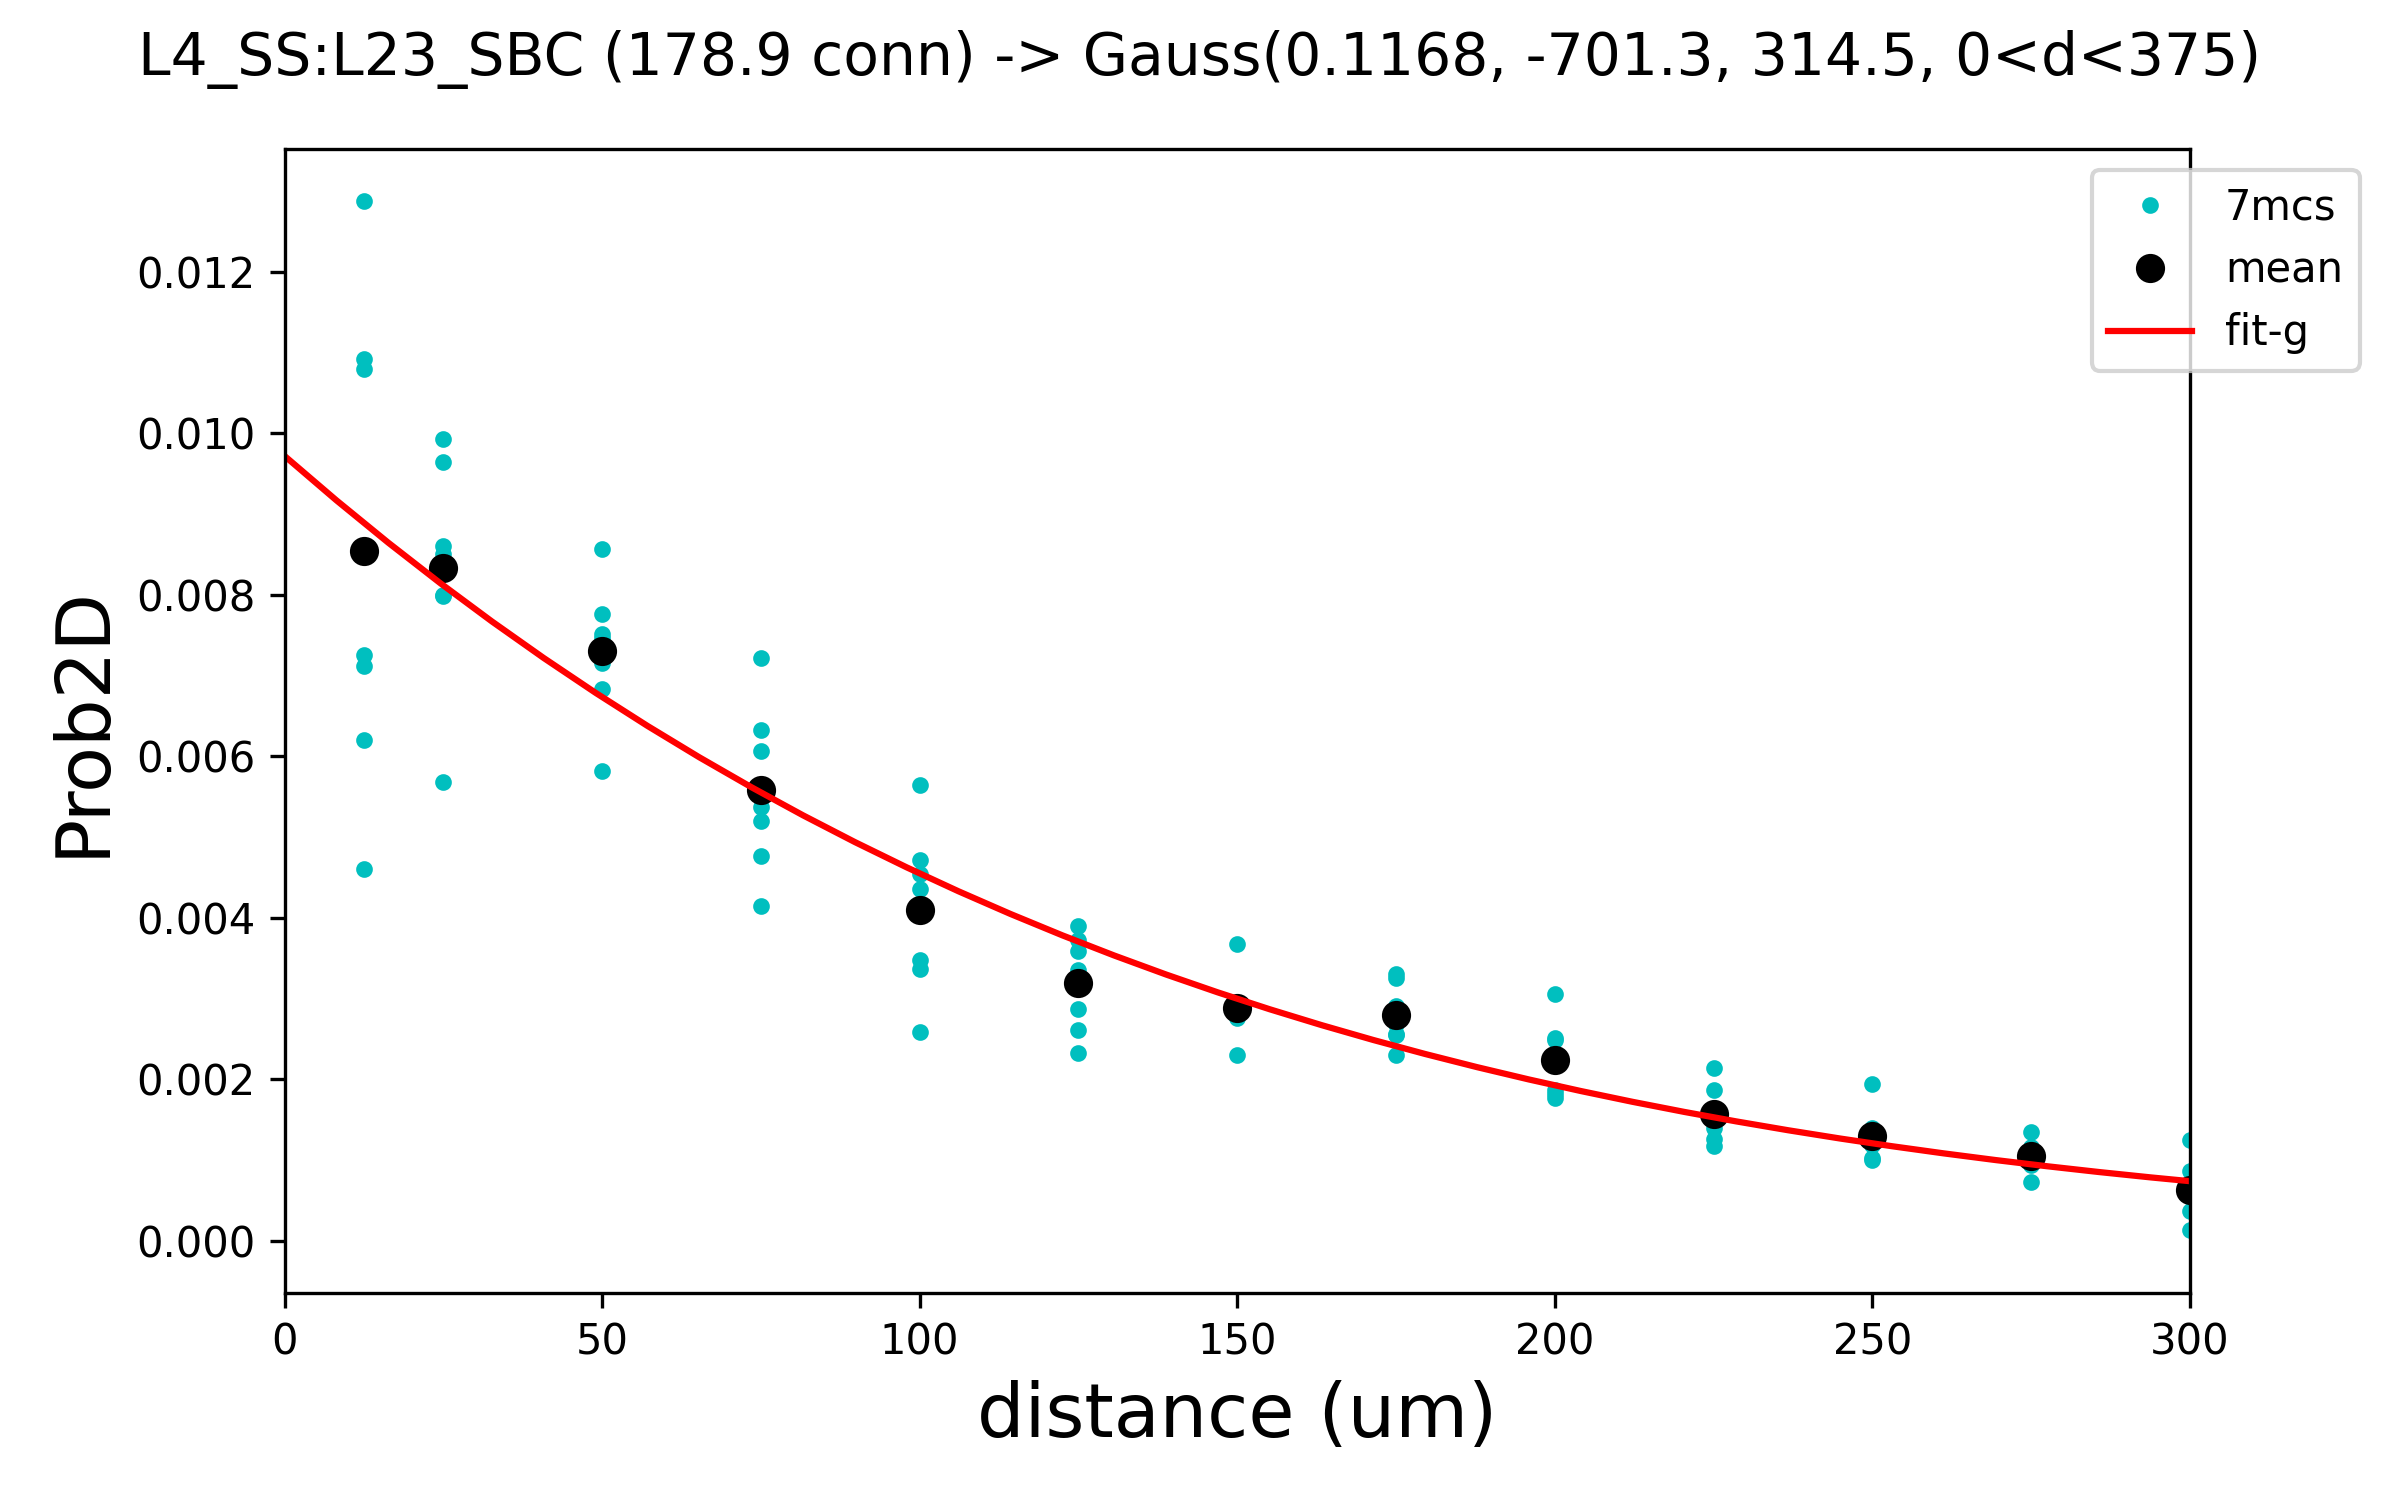 L4_SS:L23_SBC (178.9 conn) -> Gauss(0.1168, -701.3, 314.5, 0<d<375)
7mcs
mean
fit-g
0.012
0.010
0.008
0.006
0.004
0.002
0.000
Prob2D
0 50 100 150 200 250 300
distance (um)